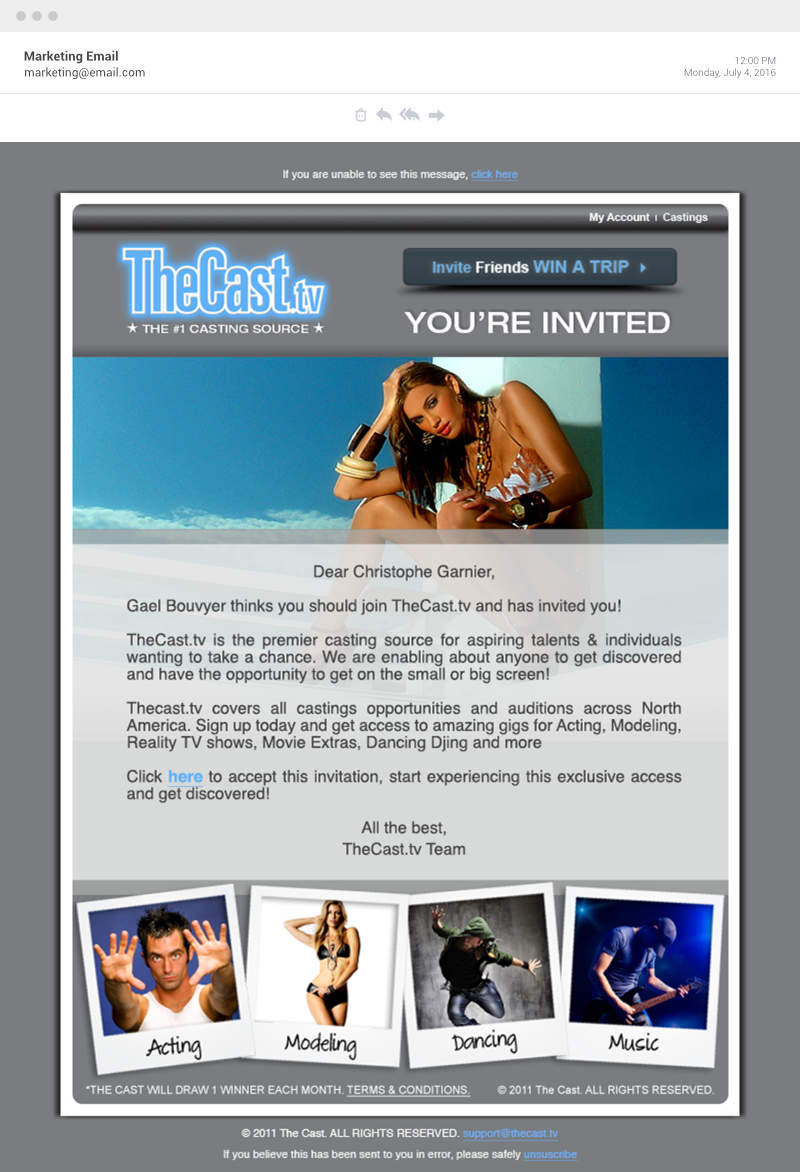 Marketing Email
marketing@email.com
12:00 PM
Monday, July 4, 2016
If you are unable to see this message, click here
My Account | Castings
TheCast.tv
★ THE #1 CASTING SOURCE ★
Invite Friends WIN A TRIP
YOU'RE INVITED
Dear Christophe Garnier,
Gael Bouvyer thinks you should join TheCast.tv and has invited you!
TheCast.tv is the premier casting source for aspiring talents & individuals
wanting to take a chance. We are enabling about anyone to get discovered
and have the opportunity to get on the small or big screen!
Thecast.tv covers all castings opportunities and auditions across North
America. Sign up today and get access to amazing gigs for Acting, Modeling,
Reality TV shows, Movie Extras, Dancing Djing and more
Click here to accept this invitation, start experiencing this exclusive access
and get discovered!
All the best,
TheCast.tv Team
Acting
Modeling
Dancing
Music
*THE CAST WILL DRAW 1 WINNER EACH MONTH. TERMS & CONDITIONS.
© 2011 The Cast. ALL RIGHTS RESERVED.
© 2011 The Cast. ALL RIGHTS RESERVED. support@thecast.tv
If you believe this has been sent to you in error, please safely unsuscribe